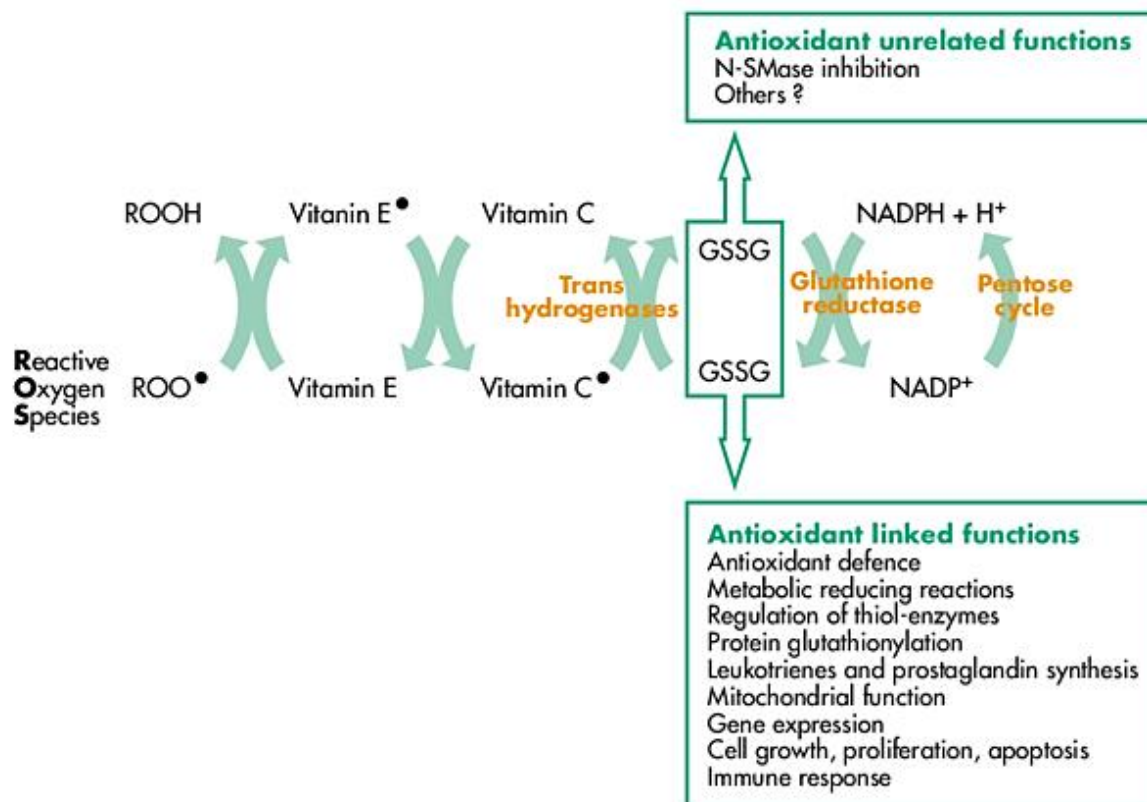 Antioxidant unrelated functions
N-SMase inhibition
Others ?
ROOH
Vitanin E●
Vitamin C
GSSG
NADPH + H⁺
Trans
hydrogenases
Glutathione
reductase
Pentose
cycle
Reactive
Oxygen
Species
ROO●
Vitamin E
Vitamin C●
GSSG
NADP⁺
Antioxidant linked functions
Antioxidant defence
Metabolic reducing reactions
Regulation of thiol-enzymes
Protein glutathionylation
Leukotrienes and prostaglandin synthesis
Mitochondrial function
Gene expression
Cell growth, proliferation, apoptosis
Immune response